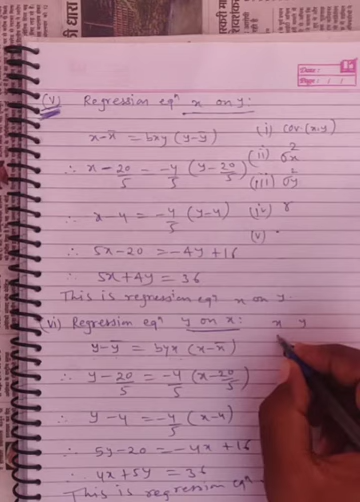 की धारा
Date :
Page :
(v) Regression eqⁿ x on y :
x-x̄ = bxy (y-ȳ) (i) cov(x,y)
∴ x - 20/5 = -4/5 (y - 20/5) (ii) σx²
(iii) σy²
∴ x-4 = -4/5 (y-4) (iv) r
(v)
∴ 5x-20 = -4y+16
∴ 5x+4y = 36
This is regression eqⁿ x on y.
(vi) Regression eqⁿ y on x : x y
y-ȳ = byx (x-x̄)
∴ y - 20/5 = -4/5 (x - 20/5)
∴ y-4 = -4/5 (x-4)
∴ 5y-20 = -4x+16
∴ 4x+5y = 36
This is regression eqⁿ